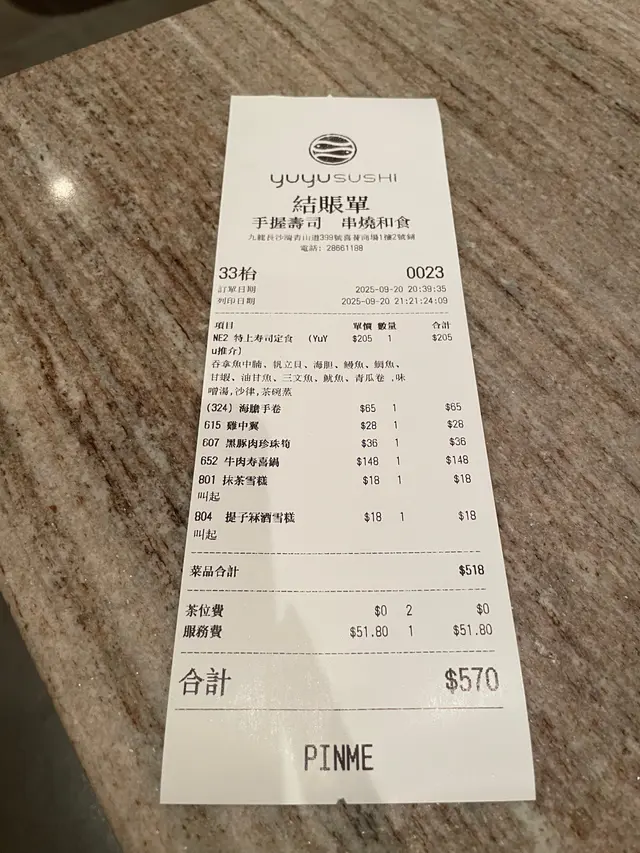 yuyuSUSHI
結賬單
手握壽司 串燒和食
九龍長沙灣青山道399號喜薈商場1樓2號舖
電話: 28661188
33枱 0023
訂單日期 2025-09-20 20:39:35
列印日期 2025-09-20 21:21:24:09
項目 單價 數量 合計
NE2 特上寿司定食 (YuY $205 1 $205
u推介)
吞拿魚中腩、帆立貝、海胆、鰻魚、鯛魚、
甘蝦、油甘魚、三文魚、魷魚、青瓜卷 ,味
噌湯,沙律,茶碗蒸
(324) 海膽手卷 $65 1 $65
615 雞中翼 $28 1 $28
607 黑豚肉珍珠筍 $36 1 $36
652 牛肉寿喜鍋 $148 1 $148
801 抹茶雪糕 $18 1 $18
叫起
804 提子冧酒雪糕 $18 1 $18
叫起
菜品合計 $518
茶位費 $0 2 $0
服務費 $51.80 1 $51.80
合計 $570
PINME